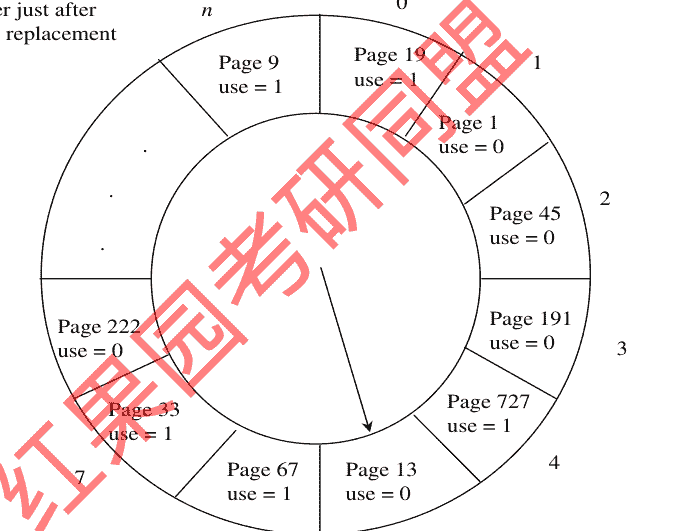 er just after
replacement
n
0
Page 9
use = 1
Page 19
use = 1
1
Page 1
use = 0
2
Page 45
use = 0
Page 191
use = 0
3
Page 727
use = 1
4
Page 13
use = 0
Page 67
use = 1
7
Page 33
use = 1
Page 222
use = 0
红果园考研同盟